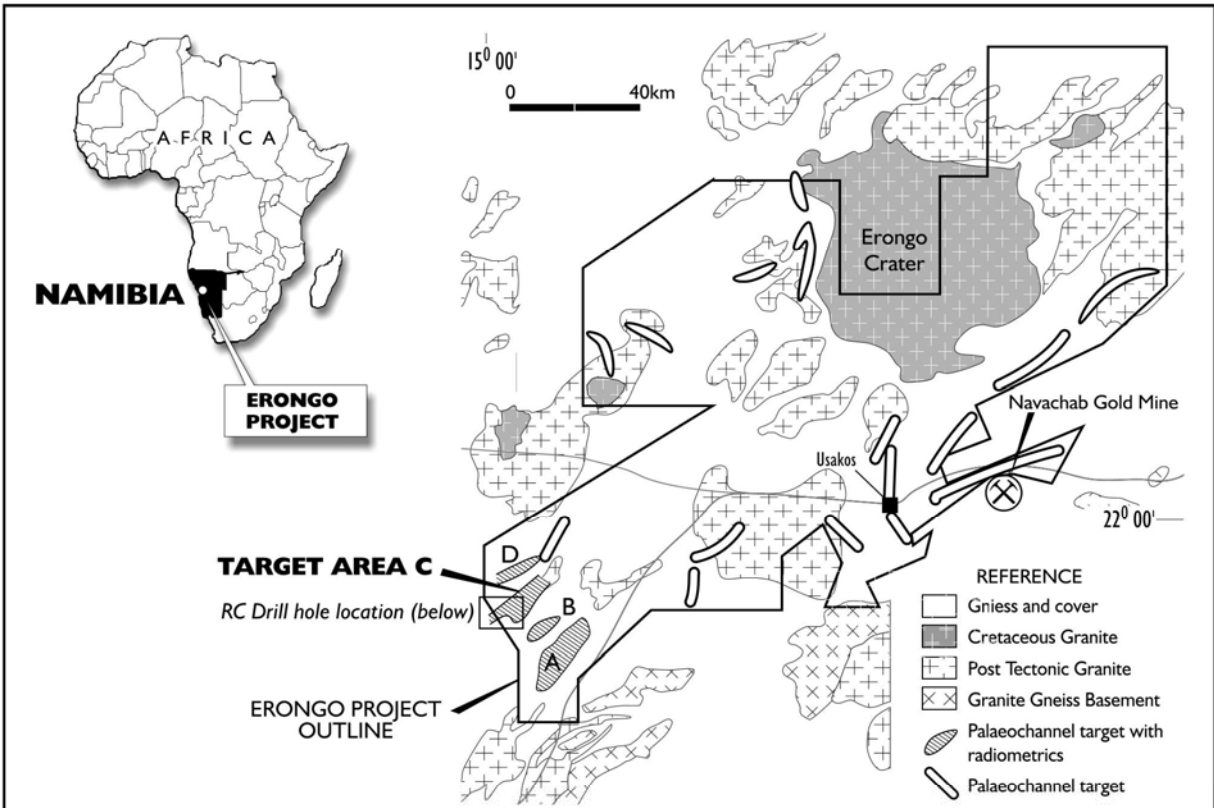 15⁰ 00'
0 40km
AFRICA
NAMIBIA
ERONGO
PROJECT
Erongo
Crater
Navachab Gold Mine
Usakos
22⁰ 00'
D
TARGET AREA C
RC Drill hole location (below)
B
A
ERONGO PROJECT
OUTLINE
REFERENCE
Gniess and cover
Cretaceous Granite
Post Tectonic Granite
Granite Gneiss Basement
Palaeochannel target with
radiometrics
Palaeochannel target